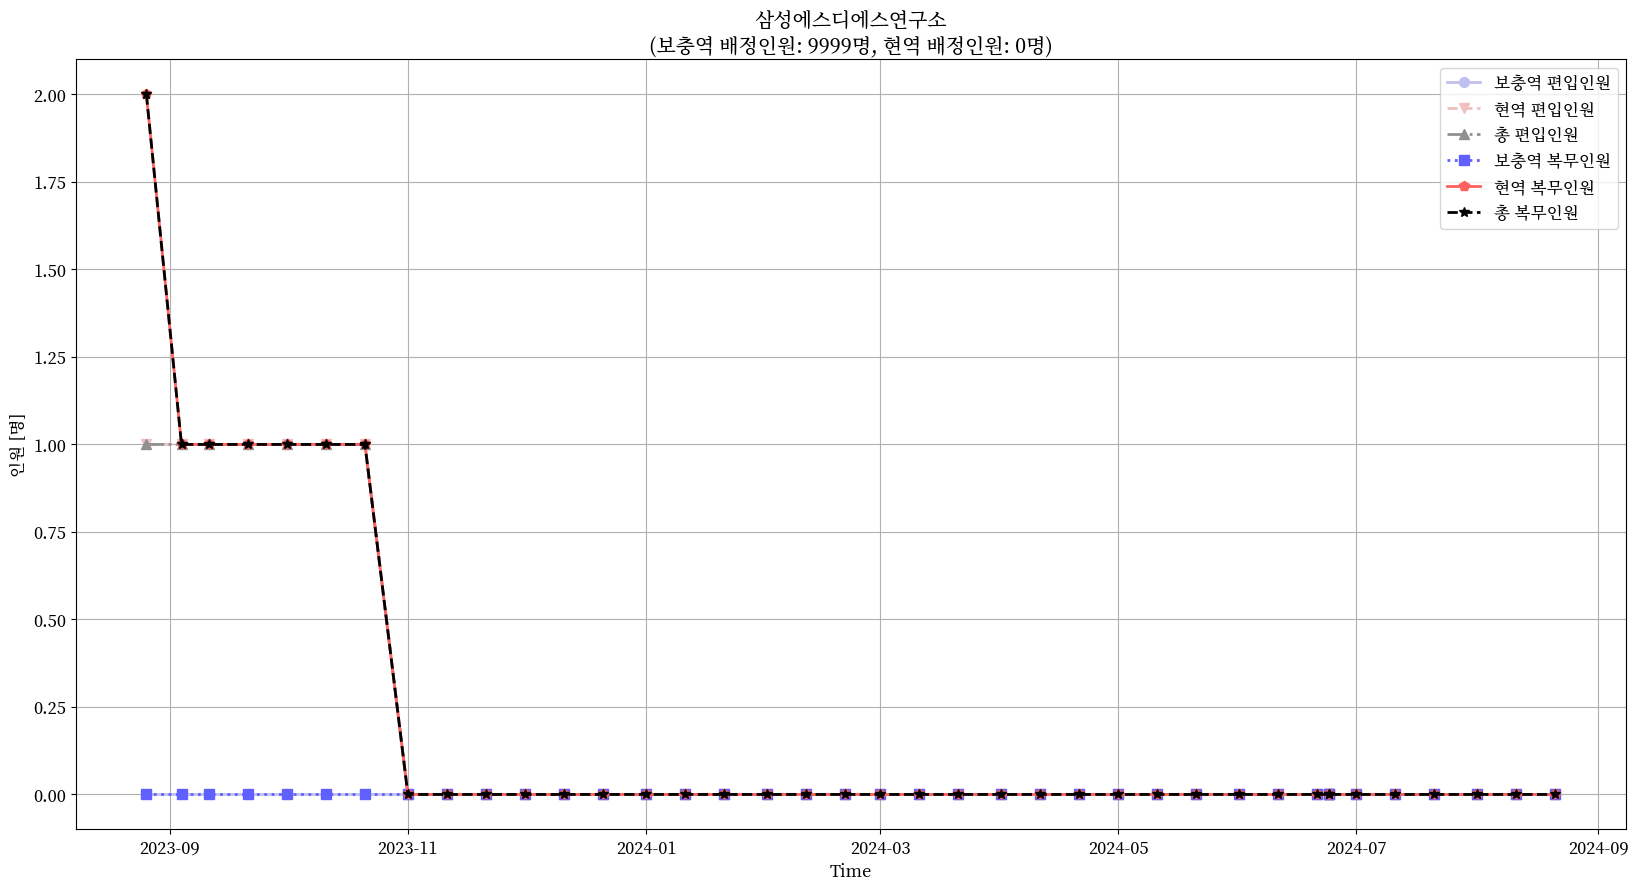 삼성에스디에스연구소
(보충역 배정인원: 9999명, 현역 배정인원: 0명)
보충역 편입인원
현역 편입인원
총 편입인원
보충역 복무인원
현역 복무인원
총 복무인원
2.00
1.75
1.50
1.25
1.00
0.75
0.50
0.25
0.00
인원 [명]
2023-09
2023-11
2024-01
2024-03
2024-05
2024-07
2024-09
Time